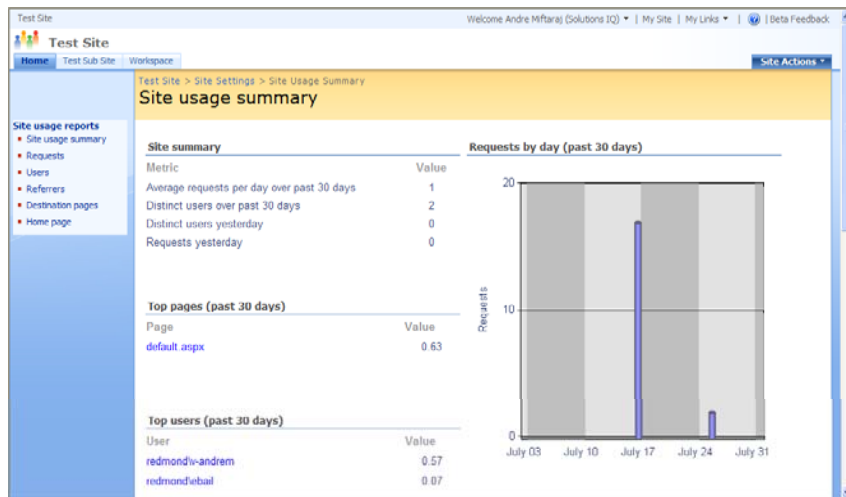 Test Site
Welcome Andre Miftaraj (Solutions IQ) | My Site | My Links | | Beta Feedback
Test Site
Home Test Sub Site Workspace Site Actions
Test Site > Site Settings > Site Usage Summary
Site usage summary
Site usage reports
Site usage summary
Requests
Users
Referrers
Destination pages
Home page
Site summary
Metric Value
Average requests per day over past 30 days 1
Distinct users over past 30 days 2
Distinct users yesterday 0
Requests yesterday 0
Top pages (past 30 days)
Page Value
default.aspx 0.63
Top users (past 30 days)
User Value
redmond\v-andrem 0.57
redmond\ebail 0.07
Requests by day (past 30 days)
20
10
0
Requests
July 03 July 10 July 17 July 24 July 31